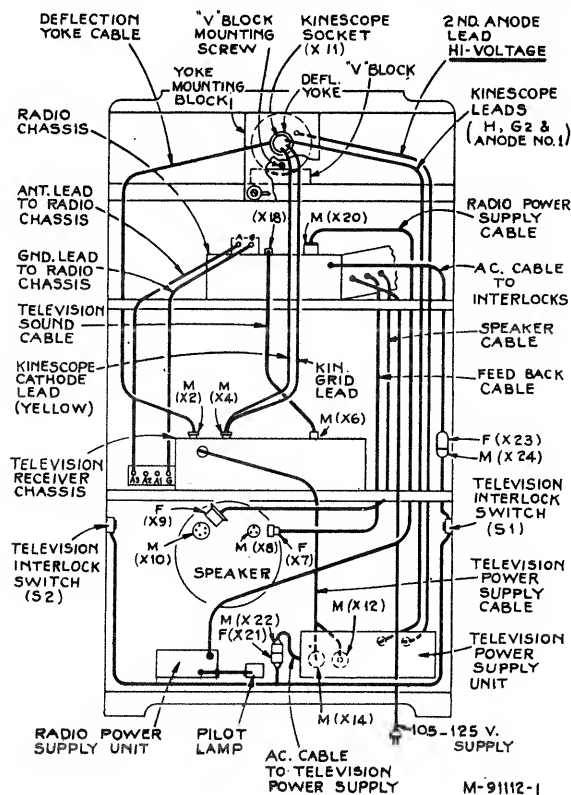 DEFLECTION
YOKE CABLE
"V" BLOCK
MOUNTING
SCREW
KINESCOPE
SOCKET
(X11)
2ND. ANODE
LEAD
HI-VOLTAGE
YOKE
MOUNTING
BLOCK
DEFL.
YOKE
"V" BLOCK
KINESCOPE
LEADS
(H, G2 &
ANODE NO.1)
RADIO
CHASSIS
ANT. LEAD
TO RADIO
CHASSIS
A-G
(X18)
M (X20)
RADIO POWER
SUPPLY
CABLE
GND. LEAD
TO RADIO
CHASSIS
A.C. CABLE
TO
INTERLOCKS
TELEVISION
SOUND
CABLE
SPEAKER
CABLE
KINESCOPE
CATHODE
LEAD
(YELLOW)
KIN.
GRID
LEAD
FEED BACK
CABLE
M
(X2)
M
(X4)
M (X6)
F (X23)
M (X24)
TELEVISION
RECEIVER
CHASSIS
A3 A2 A1 G
TELEVISION
INTERLOCK
SWITCH
(S1)
F
(X9)
M
(X10)
M
(X8)
F
(X7)
SPEAKER
TELEVISION
INTERLOCK
SWITCH
(S2)
TELEVISION
POWER
SUPPLY
CABLE
M (X22)
F (X21)
M (X12)
TELEVISION
POWER
SUPPLY
UNIT
M (X14)
RADIO POWER
SUPPLY UNIT
PILOT
LAMP
105-125 V.
SUPPLY
A.C. CABLE
TO TELEVISION
POWER SUPPLY
M-91112-1